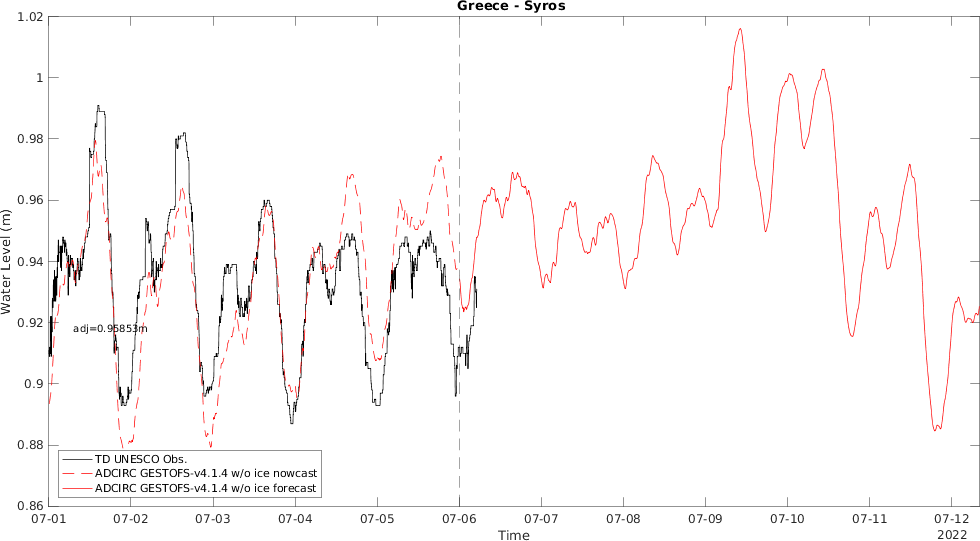 Greece - Syros
1.02
1
0.98
0.96
0.94
0.92
0.9
0.88
0.86
Water Level (m)
adj=0.95853m
TD UNESCO Obs.
ADCIRC GESTOFS-v4.1.4 w/o ice nowcast
ADCIRC GESTOFS-v4.1.4 w/o ice forecast
07-01 07-02 07-03 07-04 07-05 07-06 07-07 07-08 07-09 07-10 07-11 07-12
Time
2022